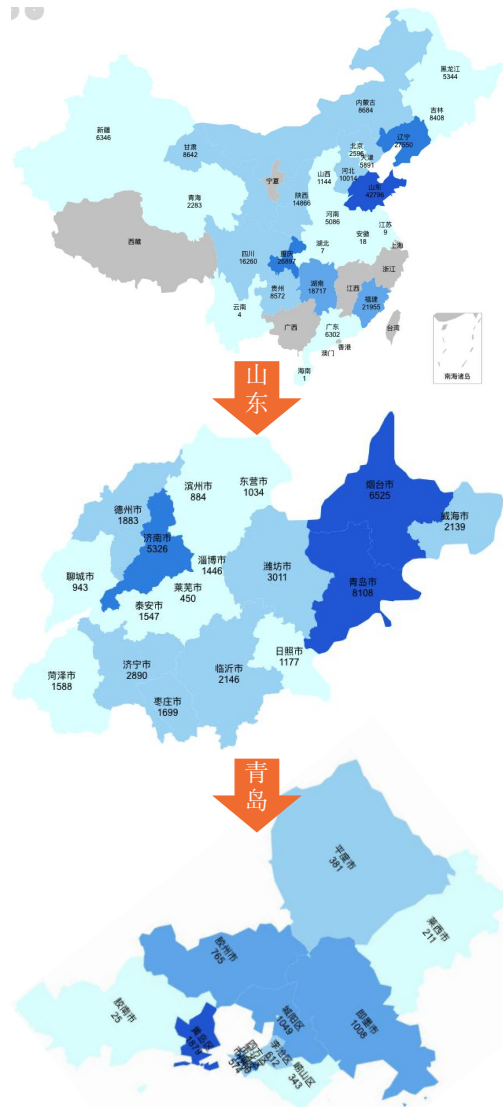 黑龙江
5344
内蒙古
8684
吉林
8408
新疆
6346
辽宁
27550
甘肃
8642
北京
2596
天津
5891
山西
1144
河北
10014
宁夏
山东
42796
青海
2283
陕西
14866
河南
5086
江苏
9
安徽
18
西藏
四川
16260
重庆
26897
湖北
7
上海
浙江
贵州
8572
湖南
18717
江西
福建
21955
云南
4
广西
广东
6302
香港
澳门
台湾
海南
1
南海诸岛
山
东
滨州市
884
东营市
1034
烟台市
6525
德州市
1883
威海市
2139
济南市
5326
淄博市
1446
潍坊市
3011
聊城市
943
莱芜市
450
青岛市
8108
泰安市
1547
日照市
1177
菏泽市
1588
济宁市
2890
临沂市
2146
枣庄市
1699
青
岛
平度市
381
莱西市
211
胶州市
765
胶南市
25
黄岛区
城阳区
1049
即墨市
1008
李沧区
612
崂山区
343